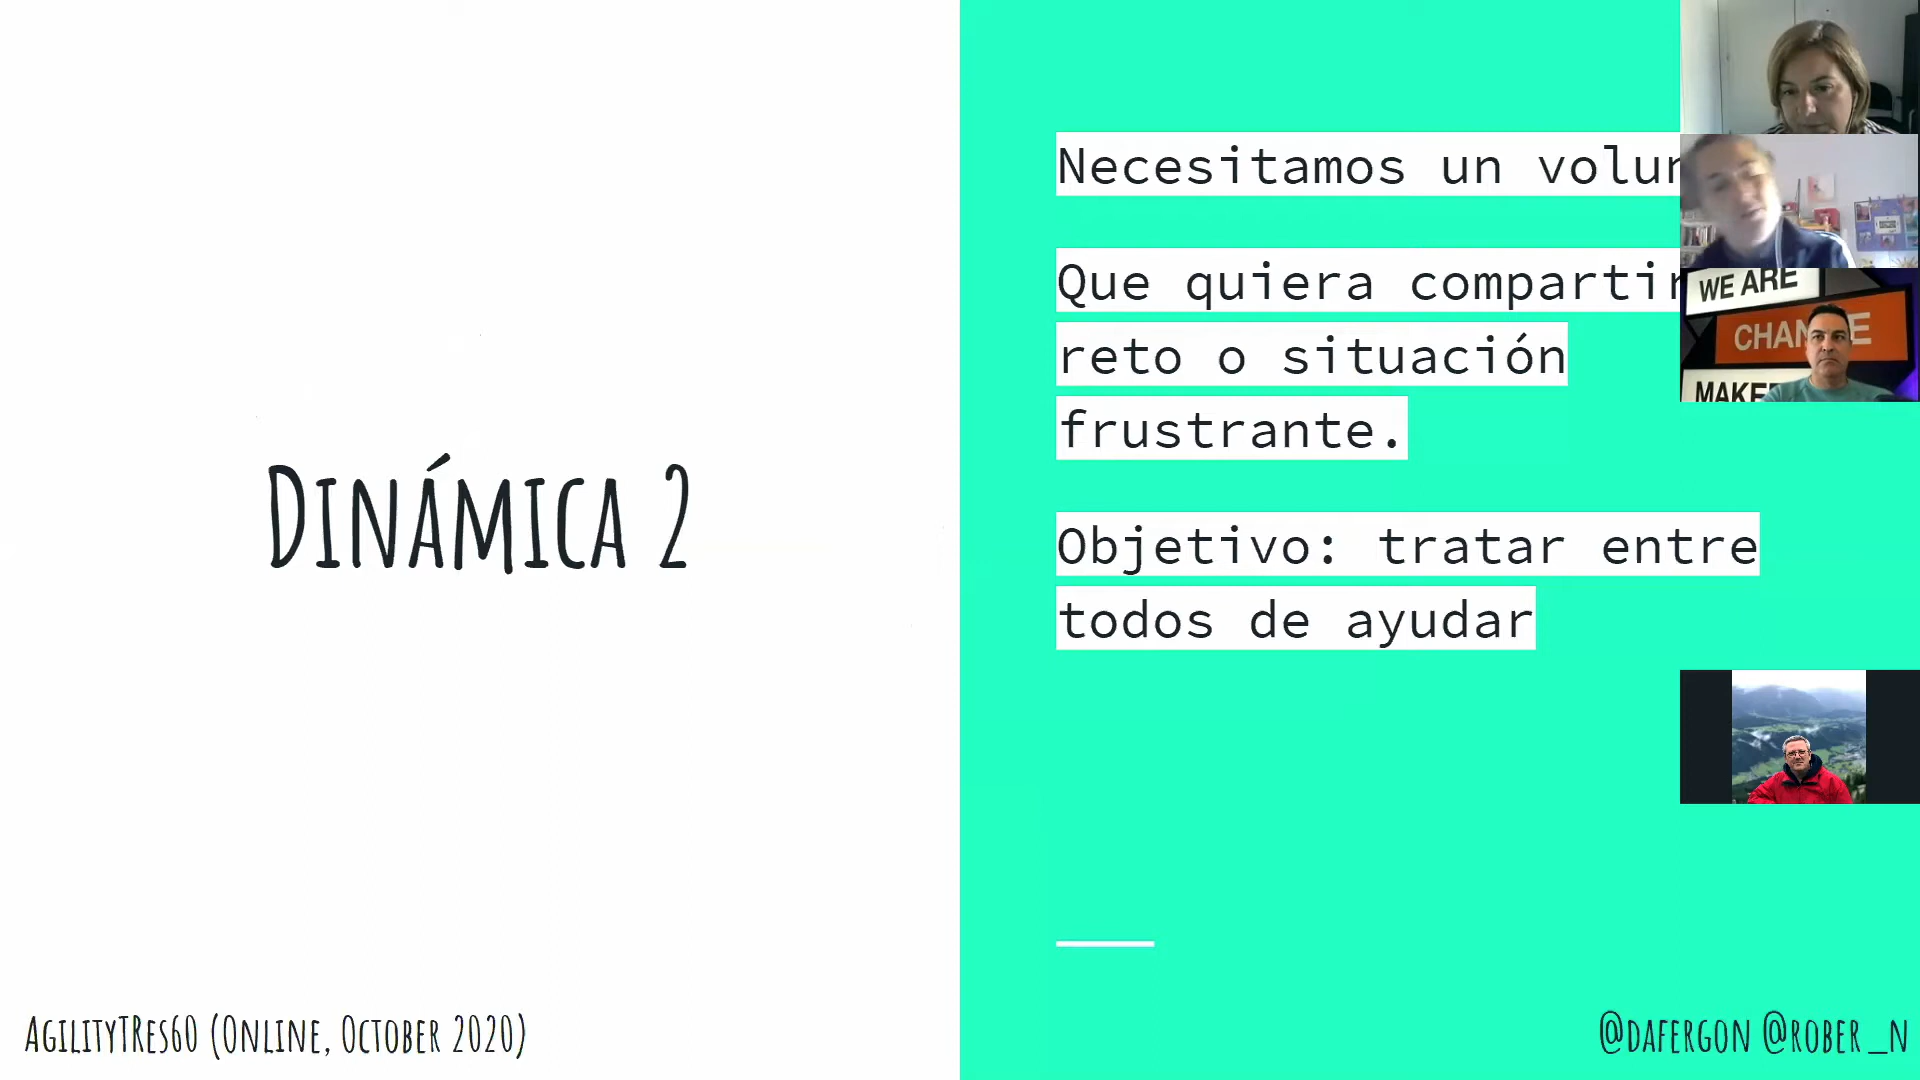 DINÁMICA 2
Necesitamos un volun
Que quiera compartir
reto o situación
frustrante.
Objetivo: tratar entre
todos de ayudar
WE ARE
CHAN E
MAKE
AGILITYTRES60 (ONLINE, OCTOBER 2020)
@DAFERGON @ROBER_N